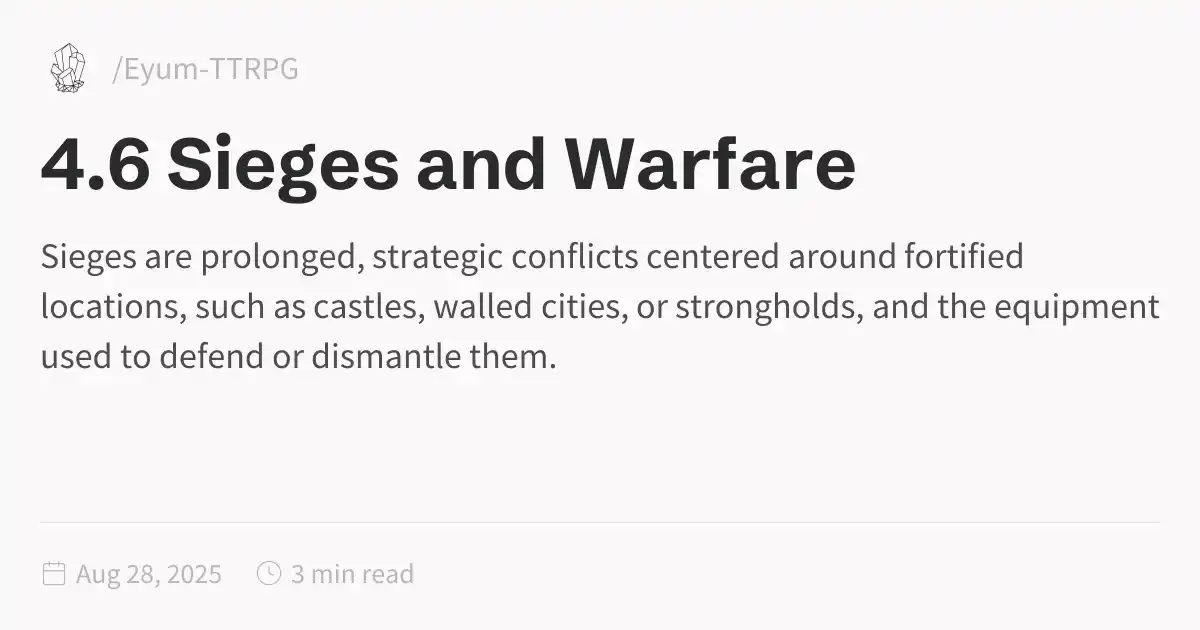 /Eyum-TTRPG
4.6 Sieges and Warfare
Sieges are prolonged, strategic conflicts centered around fortified
locations, such as castles, walled cities, or strongholds, and the equipment
used to defend or dismantle them.
Aug 28, 2025 3 min read